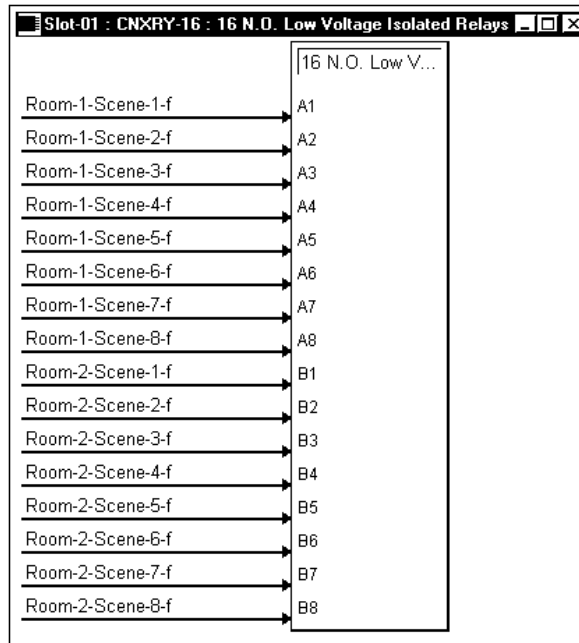 Slot-01 : CNXRY-16 : 16 N.O. Low Voltage Isolated Relays
16 N.O. Low V...
Room-1-Scene-1-f A1
Room-1-Scene-2-f A2
Room-1-Scene-3-f A3
Room-1-Scene-4-f A4
Room-1-Scene-5-f A5
Room-1-Scene-6-f A6
Room-1-Scene-7-f A7
Room-1-Scene-8-f A8
Room-2-Scene-1-f B1
Room-2-Scene-2-f B2
Room-2-Scene-3-f B3
Room-2-Scene-4-f B4
Room-2-Scene-5-f B5
Room-2-Scene-6-f B6
Room-2-Scene-7-f B7
Room-2-Scene-8-f B8